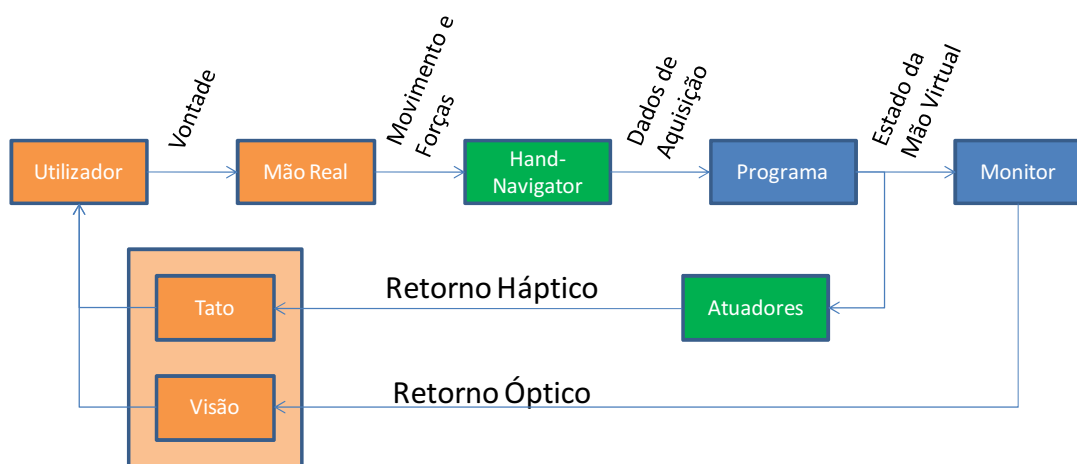 Vontade
Movimento e
Forças
Dados de
Aquisição
Estado da
Mão Virtual
Utilizador
Mão Real
Hand-
Navigator
Programa
Monitor
Tato
Retorno Háptico
Atuadores
Visão
Retorno Óptico